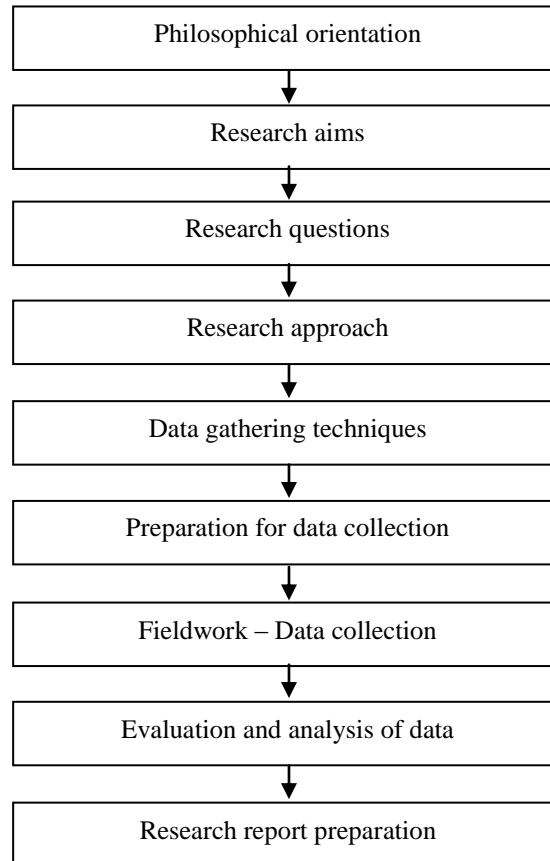 Philosophical orientation
Research aims
Research questions
Research approach
Data gathering techniques
Preparation for data collection
Fieldwork – Data collection
Evaluation and analysis of data
Research report preparation